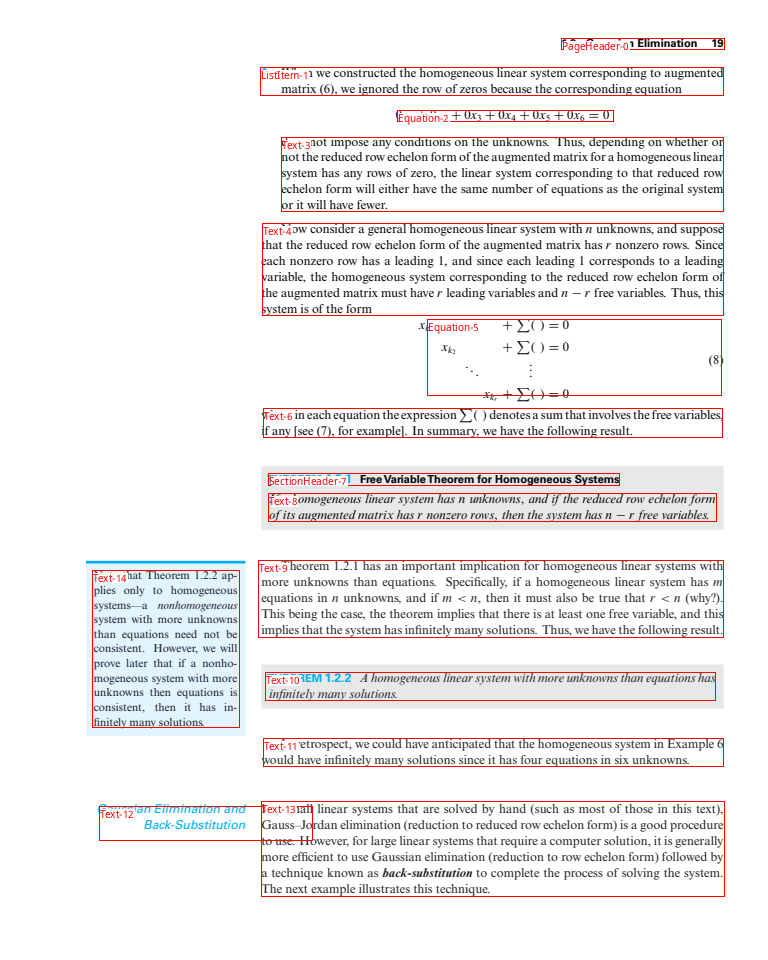 PageHeader-0 Elimination 19
ListItem-1 we constructed the homogeneous linear system corresponding to augmented
matrix (6), we ignored the row of zeros because the corresponding equation
Equation-2 + 0x₃ + 0x₄ + 0x₅ + 0x₆ = 0
Text-3 not impose any conditions on the unknowns. Thus, depending on whether or
not the reduced row echelon form of the augmented matrix for a homogeneous linear
system has any rows of zero, the linear system corresponding to that reduced row
echelon form will either have the same number of equations as the original system
or it will have fewer.
Text-4 Now consider a general homogeneous linear system with n unknowns, and suppose
that the reduced row echelon form of the augmented matrix has r nonzero rows. Since
each nonzero row has a leading 1, and since each leading 1 corresponds to a leading
variable, the homogeneous system corresponding to the reduced row echelon form of
the augmented matrix must have r leading variables and n − r free variables. Thus, this
system is of the form
Equation-5 + ∑( ) = 0
xₖ₂ + ∑( ) = 0
⋱ ⋮
(8)
xₖᵣ + ∑( ) = 0
Text-6 in each equation the expression ∑( ) denotes a sum that involves the free variables,
if any [see (7), for example]. In summary, we have the following result.
SectionHeader-7 Free Variable Theorem for Homogeneous Systems
Text-8 homogeneous linear system has n unknowns, and if the reduced row echelon form
of its augmented matrix has r nonzero rows, then the system has n − r free variables.
Text-9 Theorem 1.2.1 has an important implication for homogeneous linear systems with
more unknowns than equations. Specifically, if a homogeneous linear system has m
equations in n unknowns, and if m < n, then it must also be true that r < n (why?).
This being the case, the theorem implies that there is at least one free variable, and this
implies that the system has infinitely many solutions. Thus, we have the following result.
Text-14 that Theorem 1.2.2 ap-
plies only to homogeneous
systems—a nonhomogeneous
system with more unknowns
than equations need not be
consistent. However, we will
prove later that if a nonho-
mogeneous system with more
unknowns then equations is
consistent, then it has in-
finitely many solutions.
Text-10 THEOREM 1.2.2 A homogeneous linear system with more unknowns than equations has
infinitely many solutions.
Text-11 retrospect, we could have anticipated that the homogeneous system in Example 6
would have infinitely many solutions since it has four equations in six unknowns.
Text-12 Gaussian Elimination and
Back-Substitution
Text-13 small linear systems that are solved by hand (such as most of those in this text),
Gauss–Jordan elimination (reduction to reduced row echelon form) is a good procedure
to use. However, for large linear systems that require a computer solution, it is generally
more efficient to use Gaussian elimination (reduction to row echelon form) followed by
a technique known as back-substitution to complete the process of solving the system.
The next example illustrates this technique.